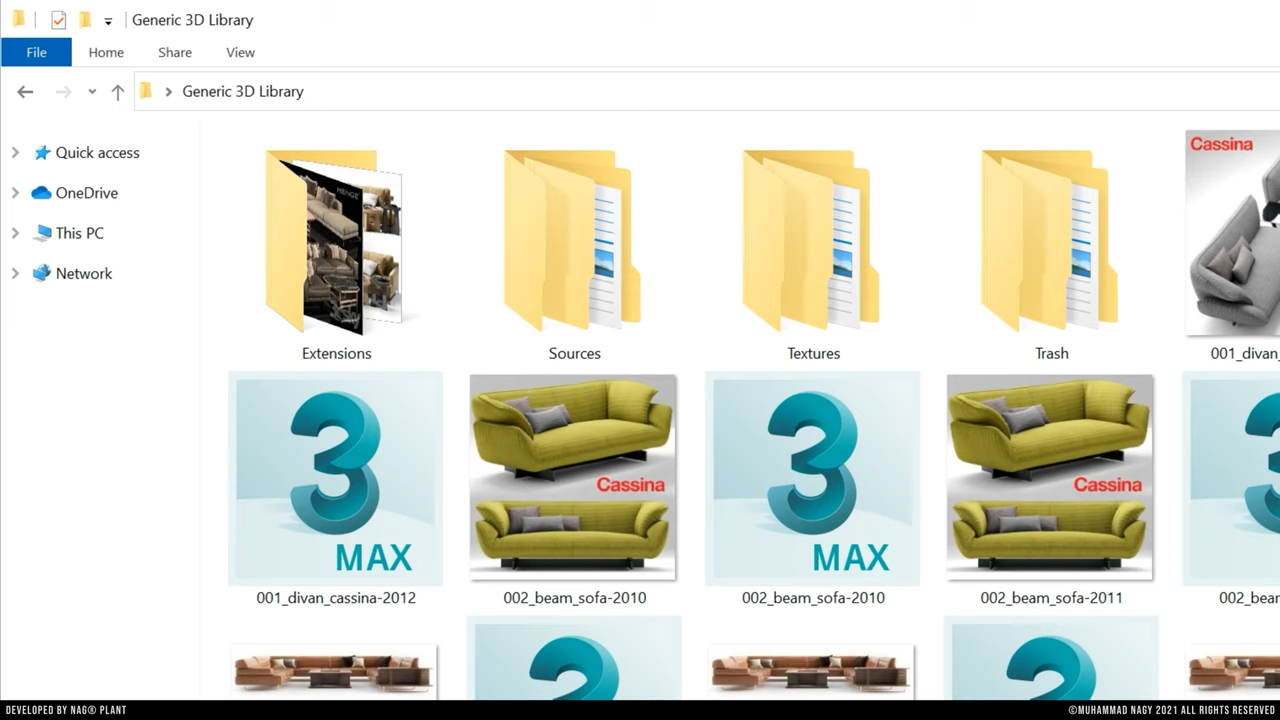 Generic 3D Library
File Home Share View
Generic 3D Library
Quick access
OneDrive
This PC
Network
HENGE
Cassina
Extensions
Sources
Textures
Trash
001_divan_
3
MAX
Cassina
3
MAX
Cassina
001_divan_cassina-2012
002_beam_sofa-2010
002_beam_sofa-2010
002_beam_sofa-2011
002_bea
DEVELOPED BY NAG® PLANT
©MUHAMMAD NAGY 2021 ALL RIGHTS RESERVED